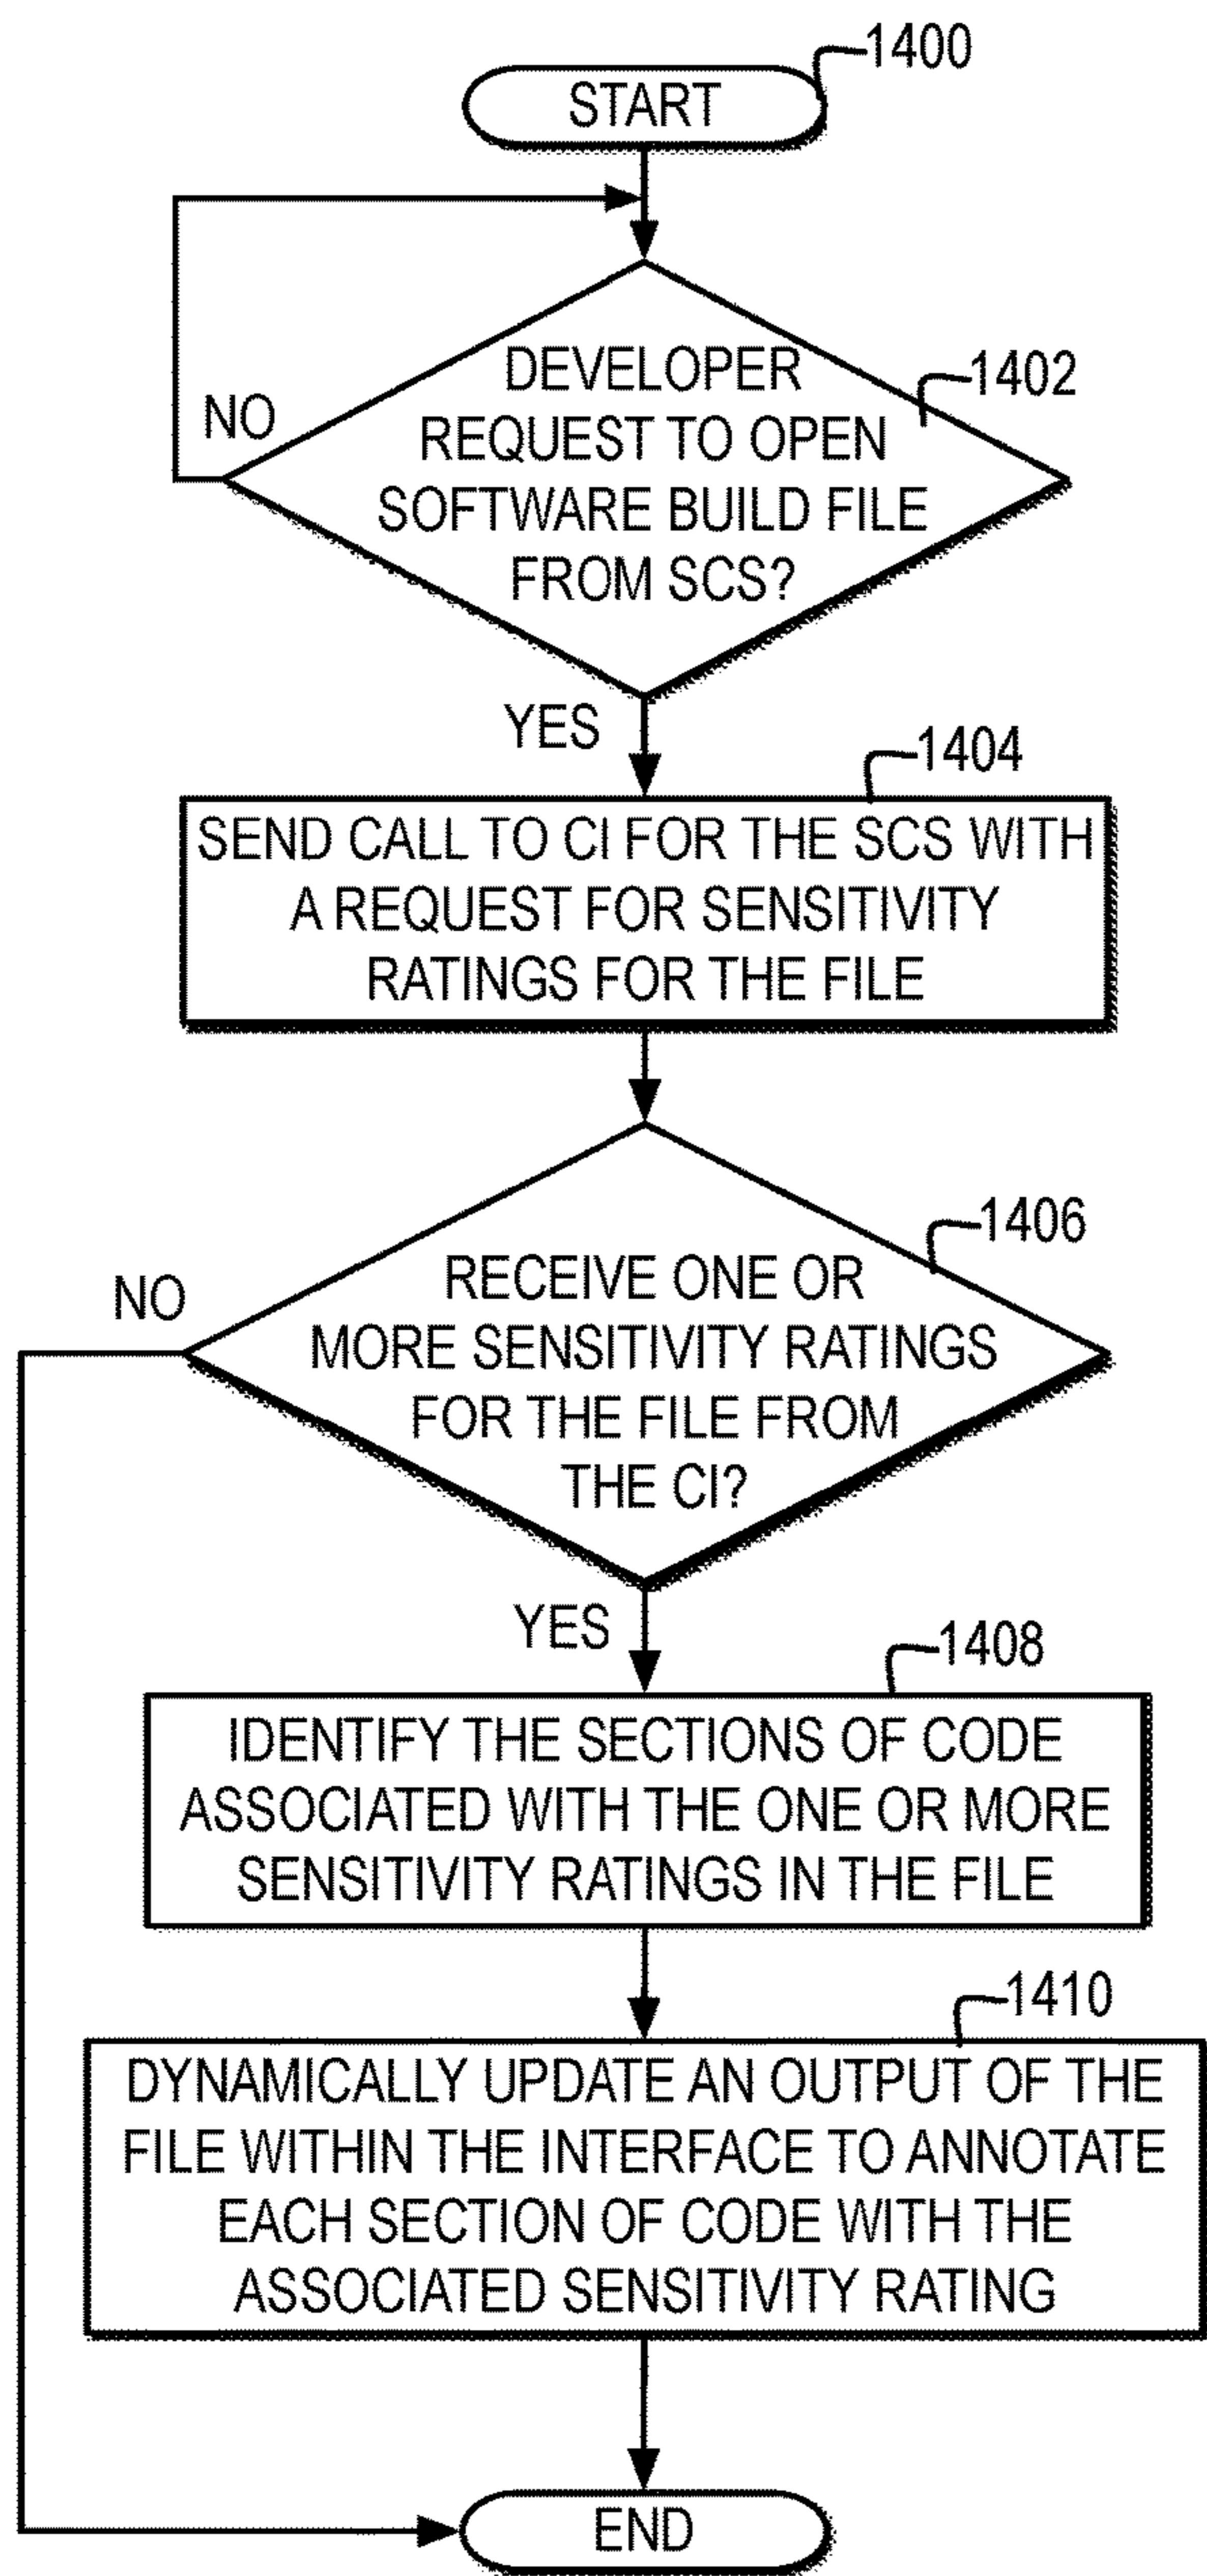 1400
START
1402
DEVELOPER
REQUEST TO OPEN
SOFTWARE BUILD FILE
FROM SCS?
NO
YES
1404
SEND CALL TO CI FOR THE SCS WITH
A REQUEST FOR SENSITIVITY
RATINGS FOR THE FILE
1406
RECEIVE ONE OR
MORE SENSITIVITY RATINGS
FOR THE FILE FROM
THE CI?
NO
YES
1408
IDENTIFY THE SECTIONS OF CODE
ASSOCIATED WITH THE ONE OR MORE
SENSITIVITY RATINGS IN THE FILE
1410
DYNAMICALLY UPDATE AN OUTPUT OF THE
FILE WITHIN THE INTERFACE TO ANNOTATE
EACH SECTION OF CODE WITH THE
ASSOCIATED SENSITIVITY RATING
END